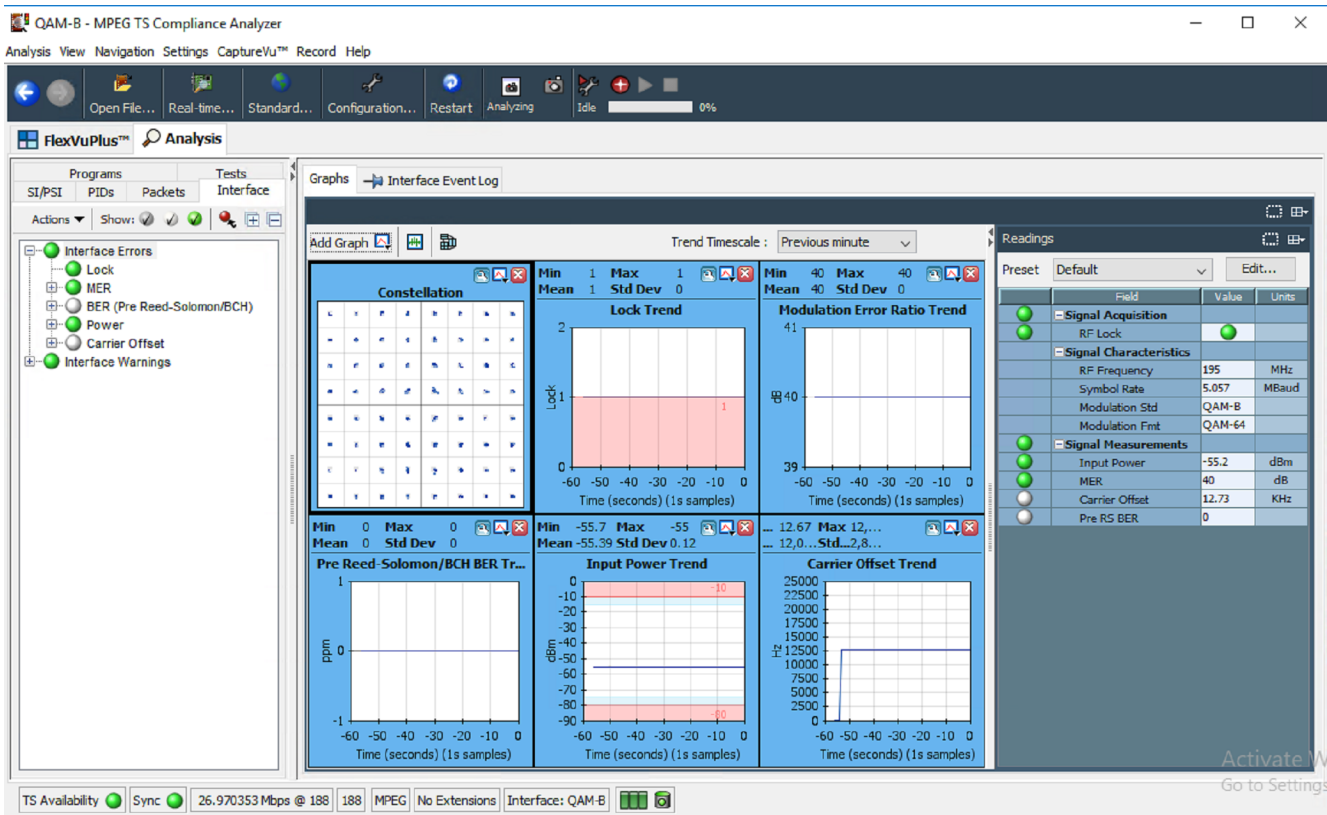 QAM-B - MPEG TS Compliance Analyzer
Analysis View Navigation Settings CaptureVu™ Record Help
Open File... Real-time... Standard... Configuration... Restart Analyzing Idle 0%
FlexVuPlus™ Analysis
Programs Tests
SI/PSI PIDs Packets Interface
Actions Show:
Interface Errors
Lock
MER
BER (Pre Reed-Solomon/BCH)
Power
Carrier Offset
Interface Warnings
Graphs Interface Event Log
Add Graph Trend Timescale : Previous minute
Constellation
Min 1 Max 1
Mean 1 Std Dev 0
Lock Trend
2
1
0
Lock
1
-60 -50 -40 -30 -20 -10 0
Time (seconds) (1s samples)
Min 40 Max 40
Mean 40 Std Dev 0
Modulation Error Ratio Trend
41
40
39
dB
-60 -50 -40 -30 -20 -10 0
Time (seconds) (1s samples)
Min 0 Max 0
Mean 0 Std Dev 0
Pre Reed-Solomon/BCH BER Tr...
1
0
-1
ppm
-60 -50 -40 -30 -20 -10 0
Time (seconds) (1s samples)
Min -55.7 Max -55
Mean -55.39 Std Dev 0.12
Input Power Trend
0
-10
-20
-30
-40
-50
-60
-70
-80
-90
dBm
-10
-80
-60 -50 -40 -30 -20 -10 0
Time (seconds) (1s samples)
... 12.67 Max 12,...
... 12,0...Std...2,8...
Carrier Offset Trend
25000
22500
20000
17500
15000
12500
10000
7500
5000
2500
0
Hz
-60 -50 -40 -30 -20 -10 0
Time (seconds) (1s samples)
Readings
Preset Default Edit...
Field Value Units
Signal Acquisition
RF Lock
Signal Characteristics
RF Frequency 195 MHz
Symbol Rate 5.057 MBaud
Modulation Std QAM-B
Modulation Fmt QAM-64
Signal Measurements
Input Power -55.2 dBm
MER 40 dB
Carrier Offset 12.73 KHz
Pre RS BER 0
Activate W
Go to Settings
TS Availability Sync 26.970353 Mbps @ 188 188 MPEG No Extensions Interface: QAM-B